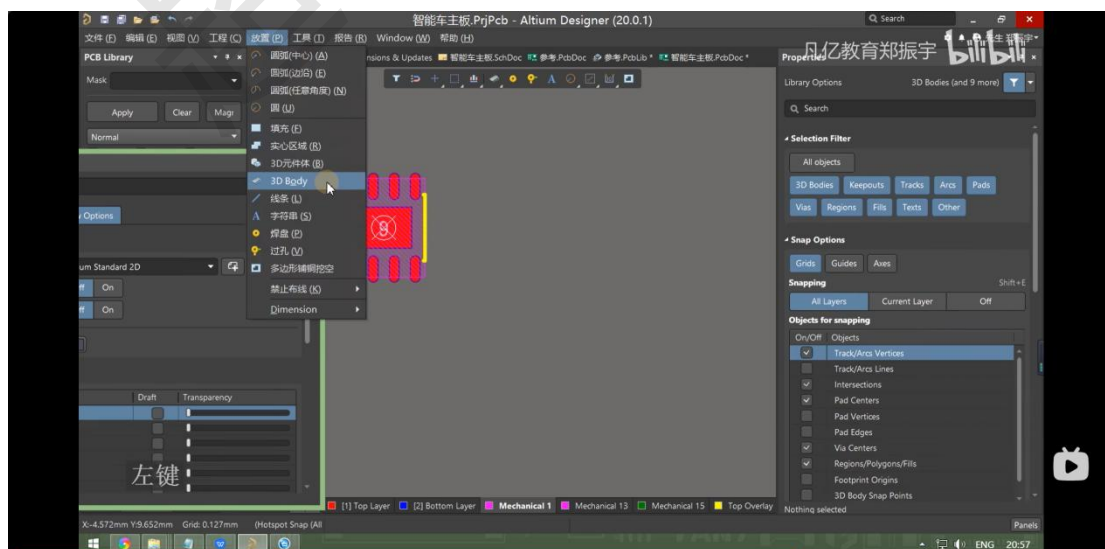 智能车主板.PrjPcb - Altium Designer (20.0.1)
Search
文件 (F) 编辑 (E) 视图 (V) 工程 (C) 放置 (P) 工具 (T) 报告 (R) Window (W) 帮助 (H)
凡亿教育郑振宇
bilibili
PCB Library
圆弧(中心) (A)
nsions & Updates 智能车主板.SchDoc 参考.PcbDoc 参考.PcbLib * 智能车主板.PcbDoc *
Properties
Mask
圆弧(边沿) (E)
圆弧(任意角度) (N)
Library Options 3D Bodies (and 9 more)
Apply Clear Magi
圆 (U)
Search
Normal
填充 (F)
实心区域 (R)
3D元件体 (B)
3D Body
线条 (L)
字符串 (S)
焊盘 (P)
过孔 (V)
多边形铺铜挖空
禁止布线 (K)
Dimension
9
Selection Filter
All objects
3D Bodies Keepouts Tracks Arcs Pads
Vias Regions Fills Texts Other
Options
Snap Options
um Standard 2D
Grids Guides Axes
On
Snapping Shift+E
On
All Layers Current Layer Off
Objects for snapping
On/Off Objects
Track/Arcs Vertices
Track/Arcs Lines
Intersections
Pad Centers
Pad Vertices
Pad Edges
Via Centers
Regions/Polygons/Fills
Footprint Origins
3D Body Snap Points
Draft Transparency
左键
[1] Top Layer [2] Bottom Layer Mechanical 1 Mechanical 13 Mechanical 15 Top Overlay
Nothing selected
X:-4.572mm Y:9.652mm Grid: 0.127mm (Hotspot Snap (All
Panels
ENG 20:57